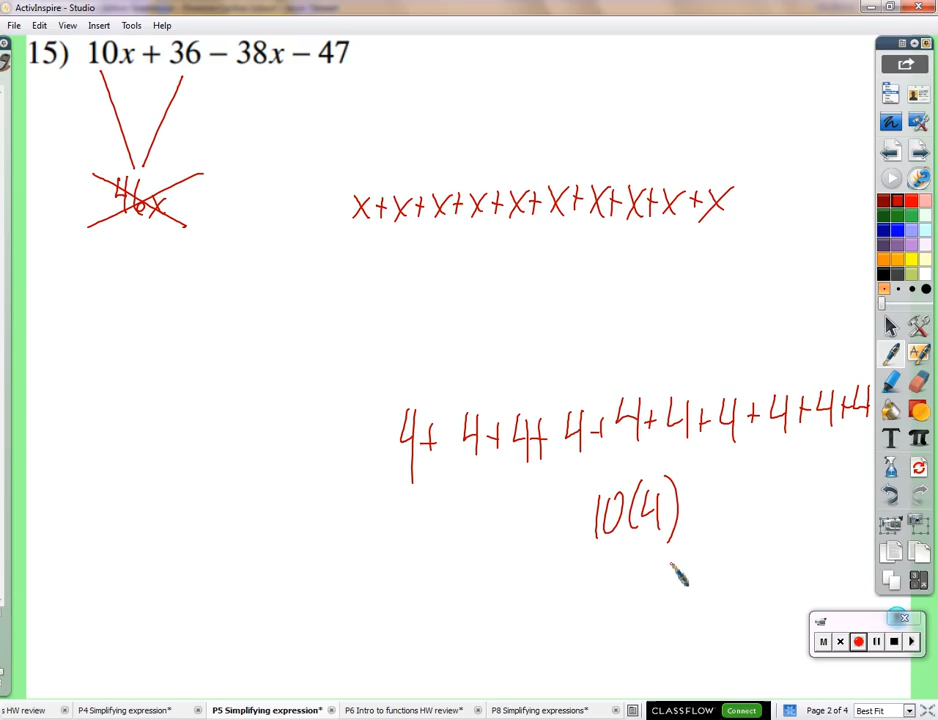 ActivInspire - Studio
File Edit View Insert Tools Help
15) 10x + 36 − 38x − 47
46x
x+x+x+x+x+x+x+x+x+x
4+ 4+4+ 4+4+4+4+4+4+4
10(4)
M
s HW review P4 Simplifying expression* P5 Simplifying expression* P6 Intro to functions HW review* P8 Simplifying expressions* CLASSFLOW Connect Page 2 of 4 Best Fit